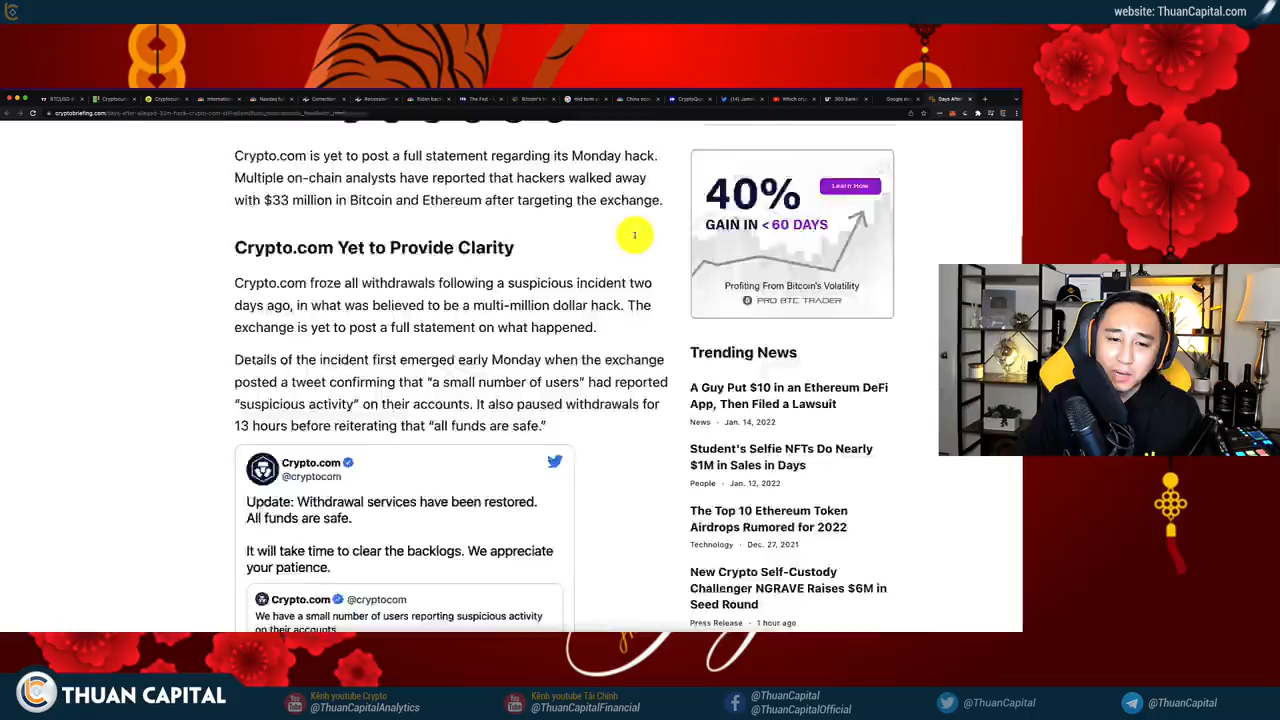 website: ThuanCapital.com
Crypto.com is yet to post a full statement regarding its Monday hack.
Multiple on-chain analysts have reported that hackers walked away
with $33 million in Bitcoin and Ethereum after targeting the exchange.
Crypto.com Yet to Provide Clarity
Crypto.com froze all withdrawals following a suspicious incident two
days ago, in what was believed to be a multi-million dollar hack. The
exchange is yet to post a full statement on what happened.
Details of the incident first emerged early Monday when the exchange
posted a tweet confirming that “a small number of users” had reported
“suspicious activity” on their accounts. It also paused withdrawals for
13 hours before reiterating that “all funds are safe.”
Crypto.com
@cryptocom
Update: Withdrawal services have been restored.
All funds are safe.
It will take time to clear the backlogs. We appreciate
your patience.
Crypto.com @cryptocom
We have a small number of users reporting suspicious activity
on their accounts
40%
Learn How
GAIN IN < 60 DAYS
Profiting From Bitcoin's Volatility
PRO BTC TRADER
Trending News
A Guy Put $10 in an Ethereum DeFi
App, Then Filed a Lawsuit
News · Jan. 14, 2022
Student's Selfie NFTs Do Nearly
$1M in Sales in Days
People · Jan. 12, 2022
The Top 10 Ethereum Token
Airdrops Rumored for 2022
Technology · Dec. 27, 2021
New Crypto Self-Custody
Challenger NGRAVE Raises $6M in
Seed Round
Press Release · 1 hour ago
THUAN CAPITAL
Kênh youtube Crypto
@ThuanCapitalAnalytics
Kênh youtube Tài Chính
@ThuanCapitalFinancial
@ThuanCapital
@ThuanCapitalOfficial
@ThuanCapital
@ThuanCapital